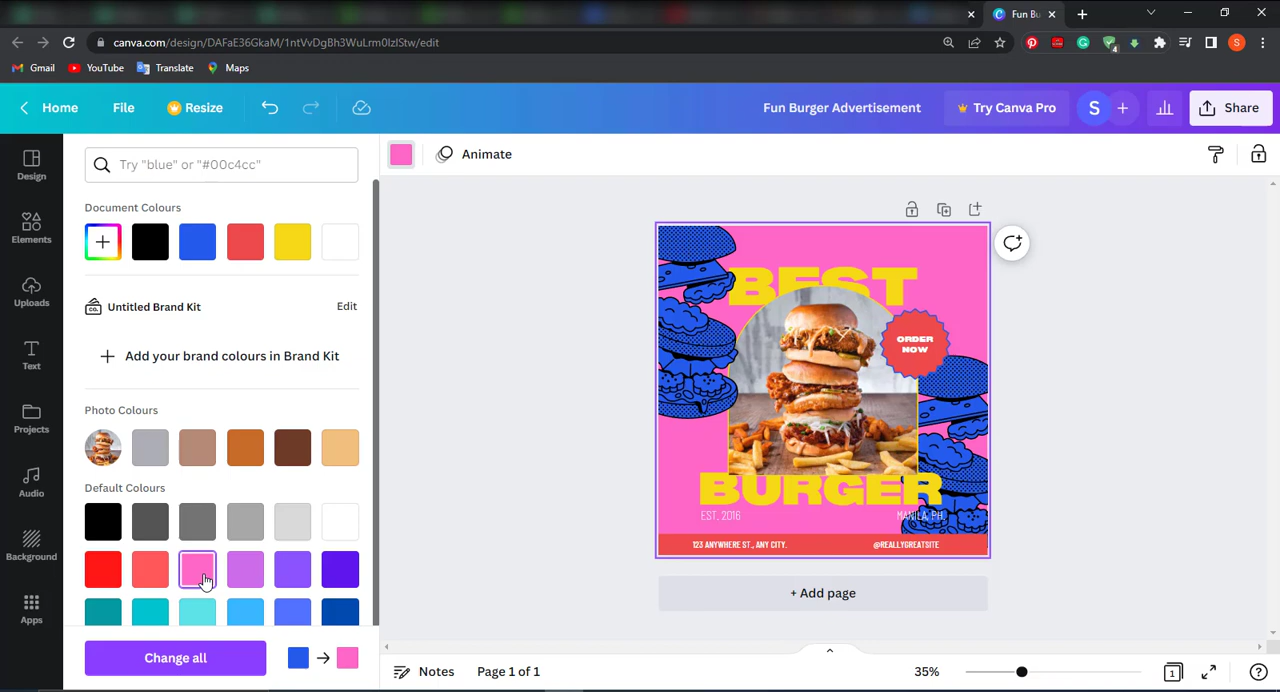 Fun Bu
canva.com/design/DAFaE36GkaM/1ntVvDgBh3WuLrm0IzlStw/edit
4
S
Gmail
YouTube
Translate
Maps
Home
File
Resize
Fun Burger Advertisement
Try Canva Pro
S
Share
Design
Elements
Uploads
Text
Projects
Audio
Background
Apps
Try "blue" or "#00c4cc"
Document Colours
CO.
Untitled Brand Kit
Edit
Add your brand colours in Brand Kit
Photo Colours
Default Colours
Change all
Animate
BEST
ORDER
NOW
BURGER
EST. 2016
MANILA, PH.
123 ANYWHERE ST., ANY CITY.
@REALLYGREATSITE
+ Add page
Notes
Page 1 of 1
35%
1